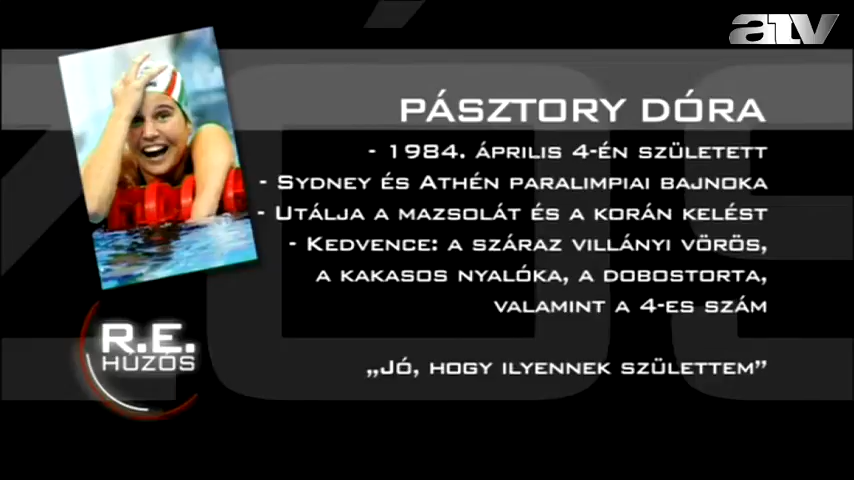 atv
PÁSZTORY DÓRA
- 1984. ÁPRILIS 4-ÉN SZÜLETETT
- SYDNEY ÉS ATHÉN PARALIMPIAI BAJNOKA
- UTÁLJA A MAZSOLÁT ÉS A KORÁN KELÉST
- KEDVENCE: A SZÁRAZ VILLÁNYI VÖRÖS,
A KAKASOS NYALÓKA, A DOBOSTORTA,
VALAMINT A 4-ES SZÁM
R.E.
HÚZÓS
„JÓ, HOGY ILYENNEK SZÜLETTEM”